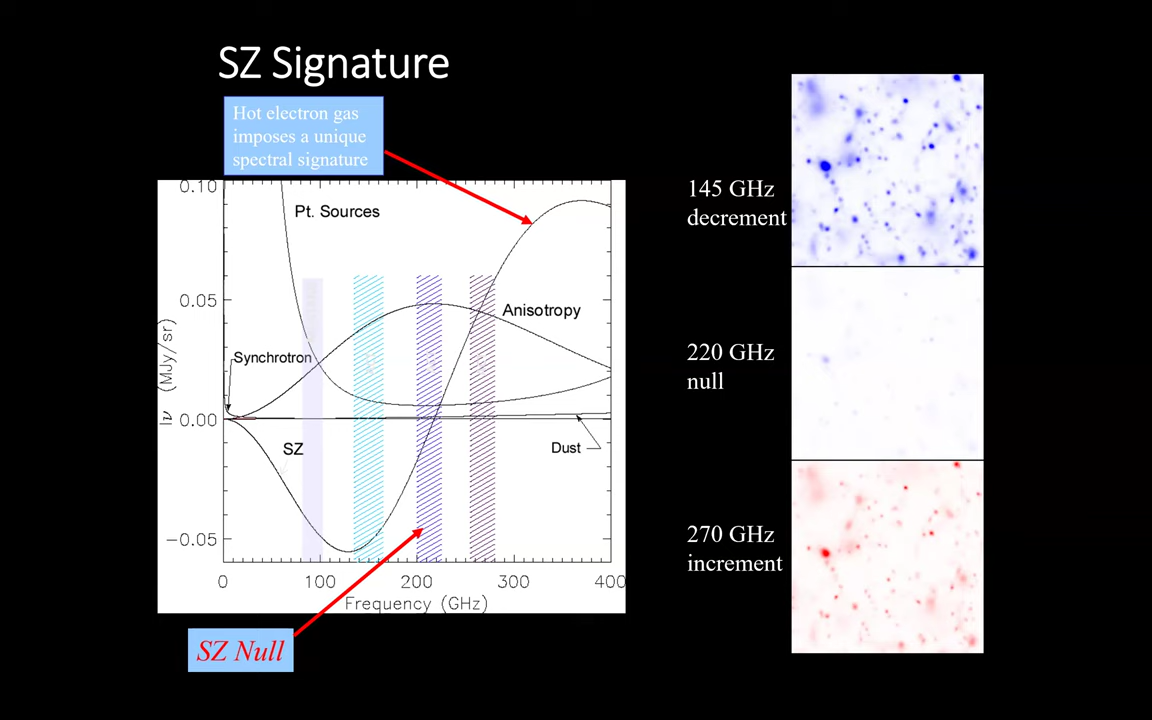 SZ Signature
Hot electron gas
imposes a unique
spectral signature
0.10
0.05
0.00
−0.05
Iν (MJy/sr)
Pt. Sources
Anisotropy
Synchrotron
SZ
Dust
0
100
200
300
400
Frequency (GHz)
SZ Null
145 GHz
decrement
220 GHz
null
270 GHz
increment